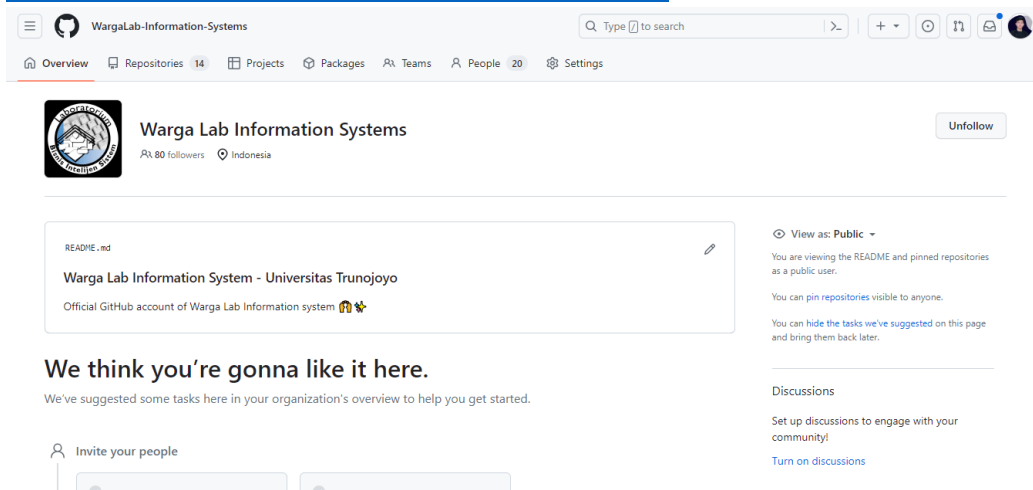 WargaLab-Information-Systems
Type / to search
Overview
Repositories 14
Projects
Packages
Teams
People 20
Settings
Laboratorium
Bisnis Intelijen Sistem
Warga Lab Information Systems
80 followers
Indonesia
Unfollow
README.md
Warga Lab Information System - Universitas Trunojoyo
Official GitHub account of Warga Lab Information system 🙌✨
View as: Public
You are viewing the README and pinned repositories
as a public user.
You can pin repositories visible to anyone.
You can hide the tasks we've suggested on this page
and bring them back later.
We think you're gonna like it here.
We've suggested some tasks here in your organization's overview to help you get started.
Discussions
Set up discussions to engage with your
community!
Turn on discussions
Invite your people